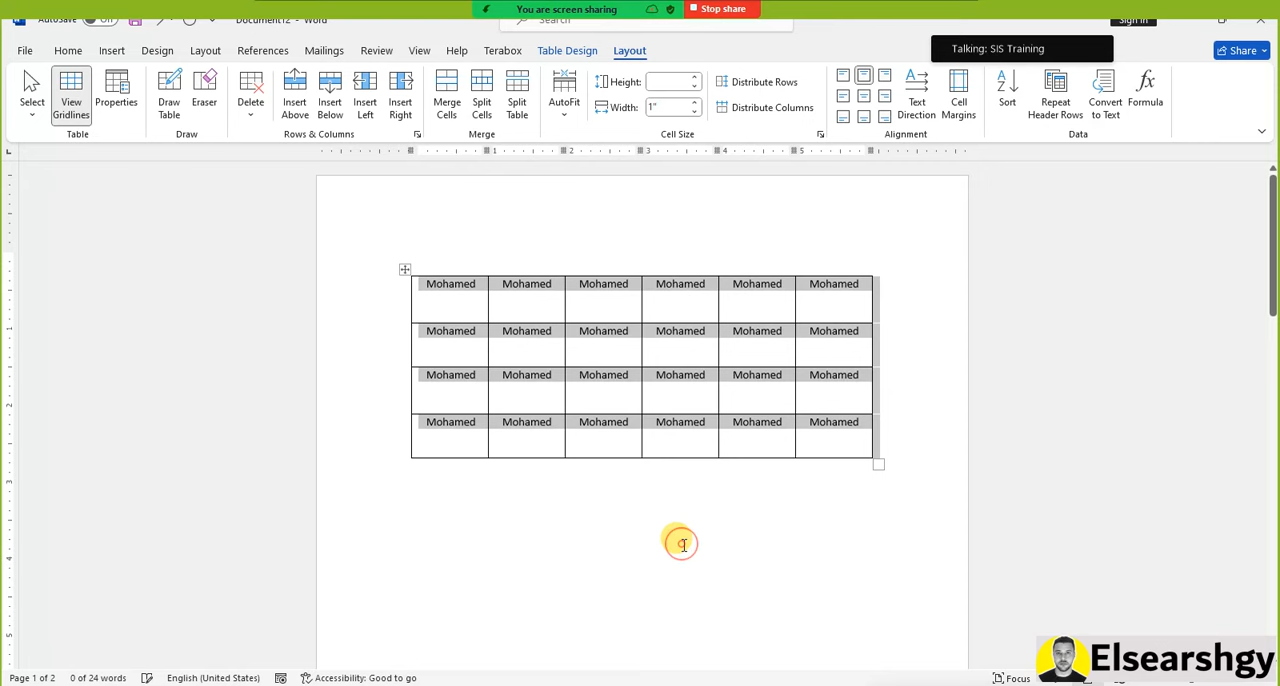 You are screen sharing Stop share
AutoSave Off Document12 - Word Search Sign in
File Home Insert Design Layout References Mailings Review View Help Terabox Table Design Layout
Talking: SIS Training
Share
Select View Gridlines Properties Draw Table Eraser Delete Insert Above Insert Below Insert Left Insert Right Merge Cells Split Cells Split Table AutoFit
Height: Distribute Rows
Width: 1" Distribute Columns
Text Direction Cell Margins Sort Repeat Header Rows Convert to Text Formula
Table Draw Rows & Columns Merge Cell Size Alignment Data
1 2 3 4 5
Mohamed Mohamed Mohamed Mohamed Mohamed Mohamed
Mohamed Mohamed Mohamed Mohamed Mohamed Mohamed
Mohamed Mohamed Mohamed Mohamed Mohamed Mohamed
Mohamed Mohamed Mohamed Mohamed Mohamed Mohamed
Elsearshgy
Page 1 of 2 0 of 24 words English (United States) Accessibility: Good to go Focus